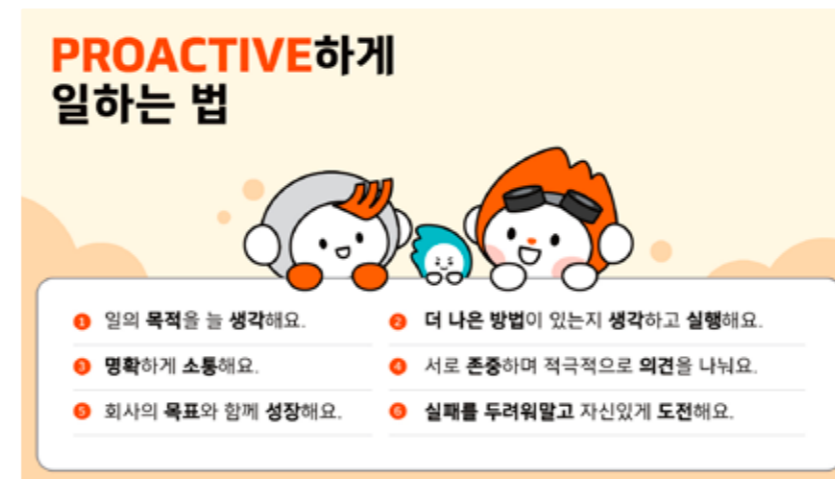 PROACTIVE하게
일하는 법
1 일의 목적을 늘 생각해요.
2 더 나은 방법이 있는지 생각하고 실행해요.
3 명확하게 소통해요.
4 서로 존중하며 적극적으로 의견을 나눠요.
5 회사의 목표와 함께 성장해요.
6 실패를 두려워말고 자신있게 도전해요.